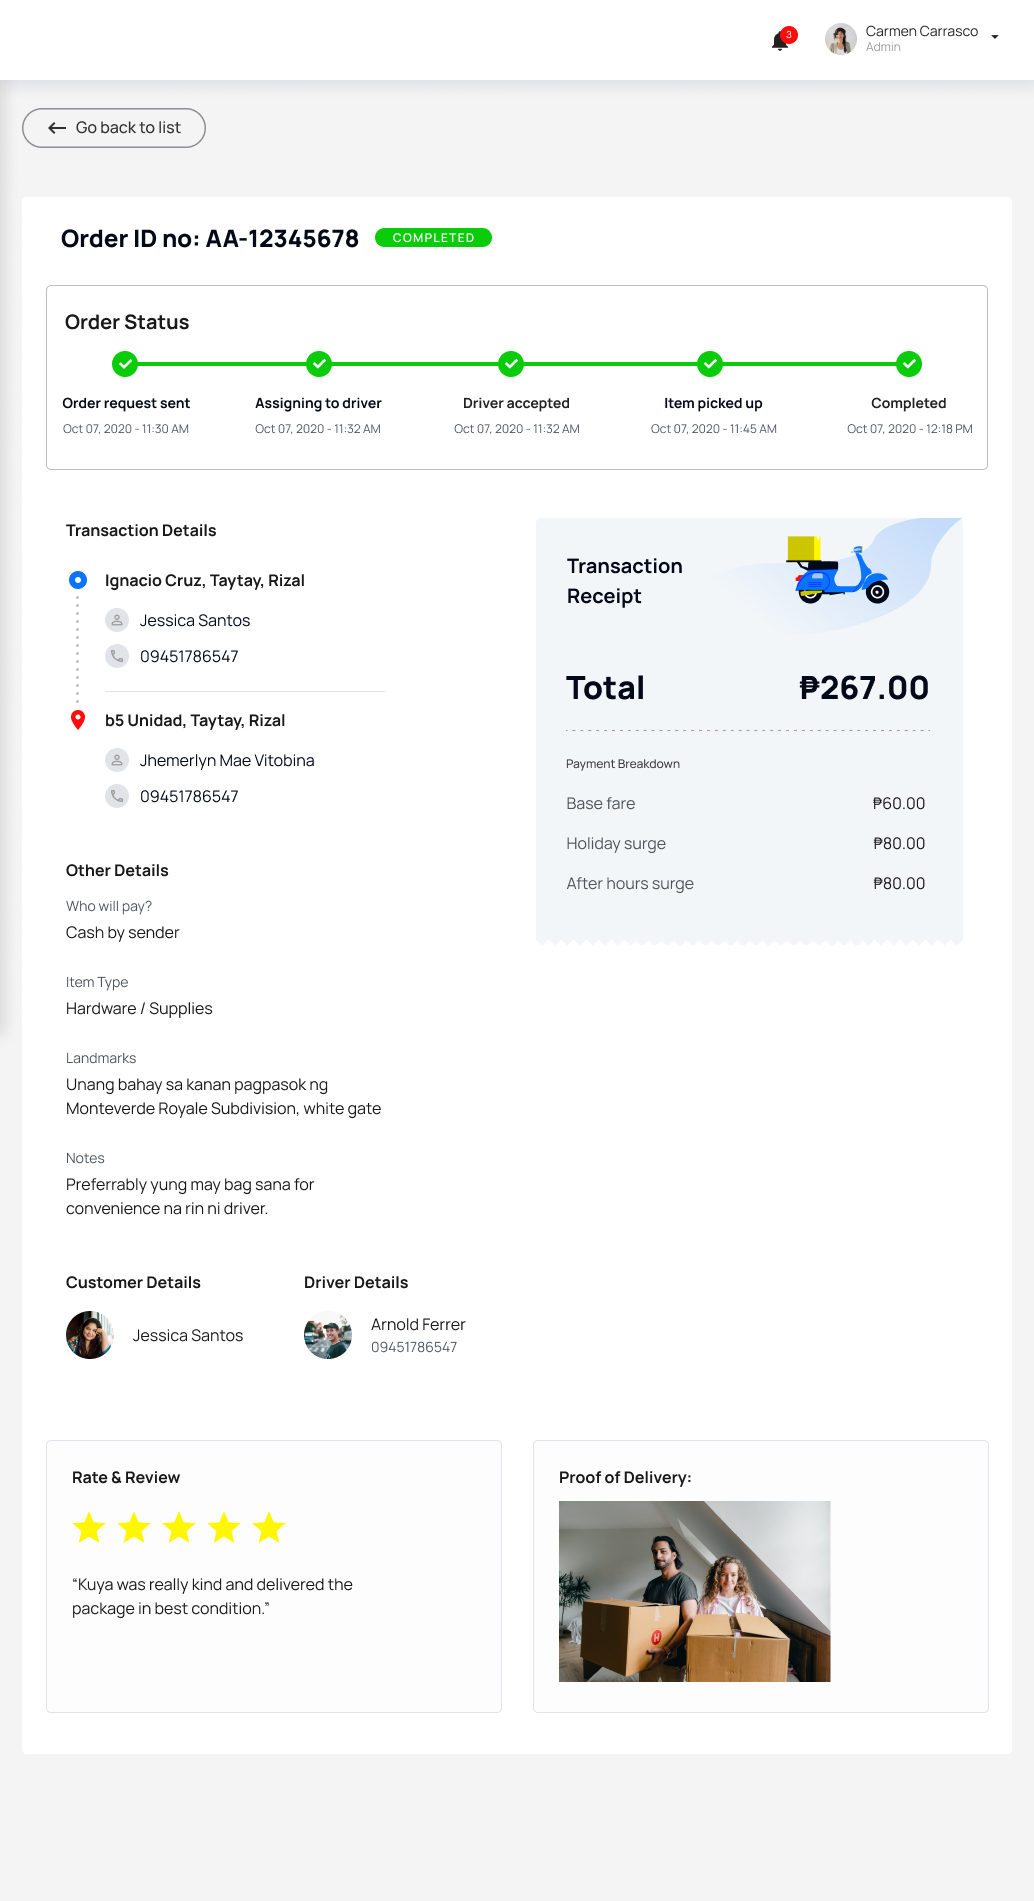 3
Carmen Carrasco
Admin
Go back to list
Order ID no: AA-12345678
COMPLETED
Order Status
Order request sent
Oct 07, 2020 - 11:30 AM
Assigning to driver
Oct 07, 2020 - 11:32 AM
Driver accepted
Oct 07, 2020 - 11:32 AM
Item picked up
Oct 07, 2020 - 11:45 AM
Completed
Oct 07, 2020 - 12:18 PM
Transaction Details
Ignacio Cruz, Taytay, Rizal
Jessica Santos
09451786547
b5 Unidad, Taytay, Rizal
Jhemerlyn Mae Vitobina
09451786547
Transaction
Receipt
Total ₱267.00
Payment Breakdown
Base fare ₱60.00
Holiday surge ₱80.00
After hours surge ₱80.00
Other Details
Who will pay?
Cash by sender
Item Type
Hardware / Supplies
Landmarks
Unang bahay sa kanan pagpasok ng
Monteverde Royale Subdivision, white gate
Notes
Preferrably yung may bag sana for
convenience na rin ni driver.
Customer Details
Jessica Santos
Driver Details
Arnold Ferrer
09451786547
Rate & Review
“Kuya was really kind and delivered the
package in best condition.”
Proof of Delivery:
H